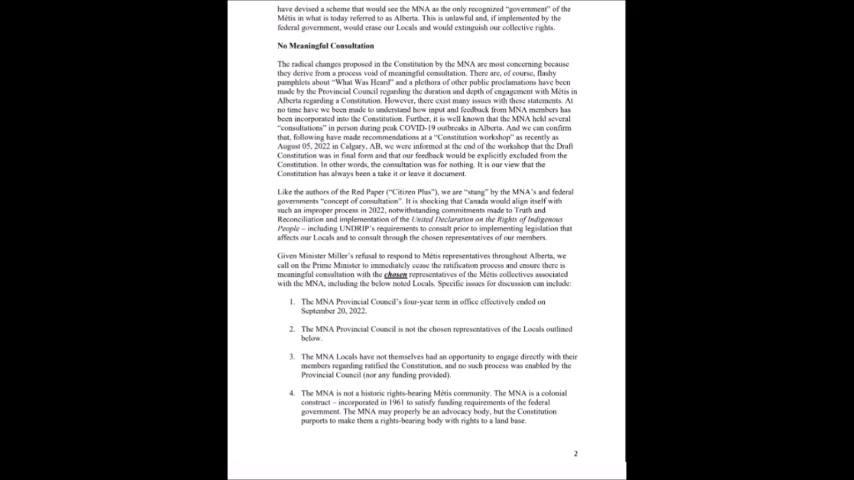 have devised a scheme that would see the MNA as the only recognized "government" of the
Métis in what is today referred to as Alberta. This is unlawful and, if implemented by the
federal government, would erase our Locals and would extinguish our collective rights.
No Meaningful Consultation
The radical changes proposed in the Constitution by the MNA are most concerning because
they derive from a process void of meaningful consultation. There are, of course, flashy
pamphlets about "What Was Heard" and a plethora of other public proclamations have been
made by the Provincial Council regarding the duration and depth of engagement with Métis in
Alberta regarding a Constitution. However, there exist many issues with these statements. At
no time have we been made to understand how input and feedback from MNA members has
been incorporated into the Constitution. Further, it is well known that the MNA held several
"consultations" in person during peak COVID-19 outbreaks in Alberta. And we can confirm
that, following have made recommendations at a "Constitution workshop" as recently as
August 05, 2022 in Calgary, AB, we were informed at the end of the workshop that the Draft
Constitution was in final form and that our feedback would be explicitly excluded from the
Constitution. In other words, the consultation was for nothing. It is our view that the
Constitution has always been a take it or leave it document.
Like the authors of the Red Paper ("Citizen Plus"), we are "stung" by the MNA's and federal
governments "concept of consultation". It is shocking that Canada would align itself with
such an improper process in 2022, notwithstanding commitments made to Truth and
Reconciliation and implementation of the United Declaration on the Rights of Indigenous
People – including UNDRIP's requirements to consult prior to implementing legislation that
affects our Locals and to consult through the chosen representatives of our members.
Given Minister Miller's refusal to respond to Métis representatives throughout Alberta, we
call on the Prime Minister to immediately cease the ratification process and ensure there is
meaningful consultation with the chosen representatives of the Métis collectives associated
with the MNA, including the below noted Locals. Specific issues for discussion can include:
1. The MNA Provincial Council's four-year term in office effectively ended on
September 20, 2022.
2. The MNA Provincial Council is not the chosen representatives of the Locals outlined
below.
3. The MNA Locals have not themselves had an opportunity to engage directly with their
members regarding ratified the Constitution, and no such process was enabled by the
Provincial Council (nor any funding provided).
4. The MNA is not a historic rights-bearing Métis community. The MNA is a colonial
construct – incorporated in 1961 to satisfy funding requirements of the federal
government. The MNA may properly be an advocacy body, but the Constitution
purports to make them a rights-bearing body with rights to a land base.
2